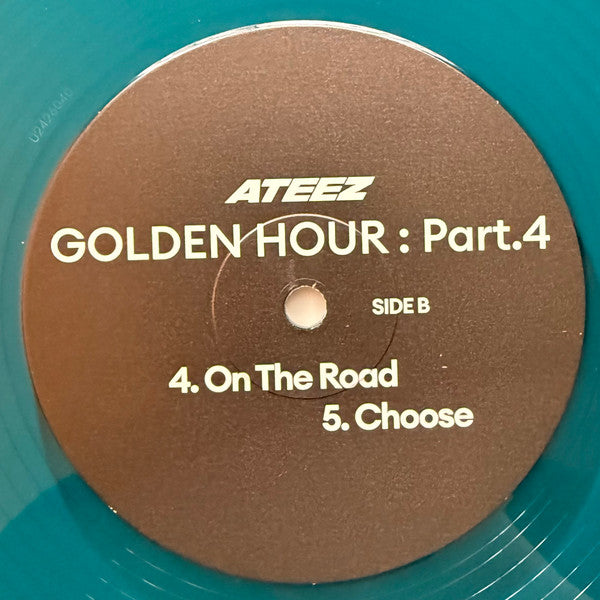 ATEEZ
GOLDEN HOUR : Part.4
SIDE B
4. On The Road
5. Choose